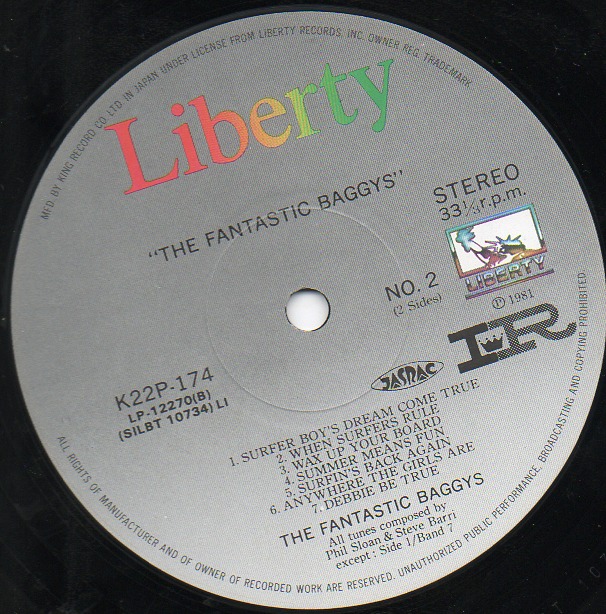 MFD. BY KING RECORD CO. LTD. IN JAPAN UNDER LICENSE FROM LIBERTY RECORDS, INC. OWNER REG. TRADEMARK
Liberty
"THE FANTASTIC BAGGYS"
STEREO
33⅓r.p.m.
NO. 2
(2 Sides)
LIBERTY
Ⓟ 1981
IR
JASRAC
K22P-174
LP-12270(B)
(SILBT 10734) LI
1. SURFER BOY'S DREAM COME TRUE
2. WHEN SURFERS RULE
3. WAX UP YOUR BOARD
4. SUMMER MEANS FUN
5. SURFIN'S BACK AGAIN
6. ANYWHERE THE GIRLS ARE
7. DEBBIE BE TRUE
THE FANTASTIC BAGGYS
All tunes composed by
Phil Sloan & Steve Barri
except : Side 1/Band 7
ALL RIGHTS OF MANUFACTURER AND OF OWNER OF RECORDED WORK ARE RESERVED. UNAUTHORIZED PUBLIC PERFORMANCE, BROADCASTING AND COPYING PROHIBITED